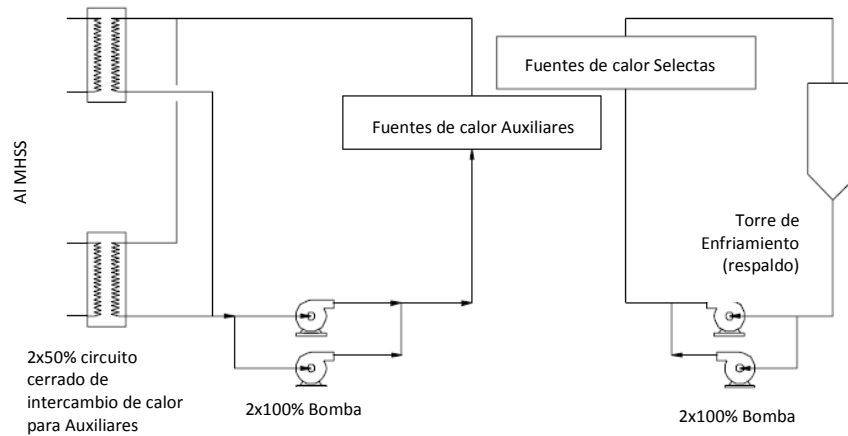 Fuentes de calor Selectas
Fuentes de calor Auxiliares
Al MHSS
Torre de
Enfriamiento
(respaldo)
2x50% circuito
cerrado de
intercambio de calor
para Auxiliares
2x100% Bomba
2x100% Bomba